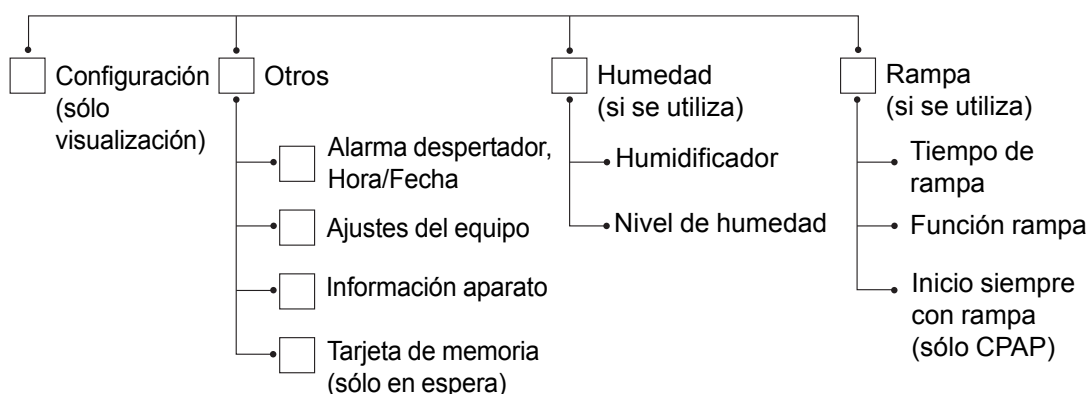 Configuración
(sólo
visualización)
Otros
Alarma despertador,
Hora/Fecha
Ajustes del equipo
Información aparato
Tarjeta de memoria
(sólo en espera)
Humedad
(si se utiliza)
Humidificador
Nivel de humedad
Rampa
(si se utiliza)
Tiempo de
rampa
Función rampa
Inicio siempre
con rampa
(sólo CPAP)